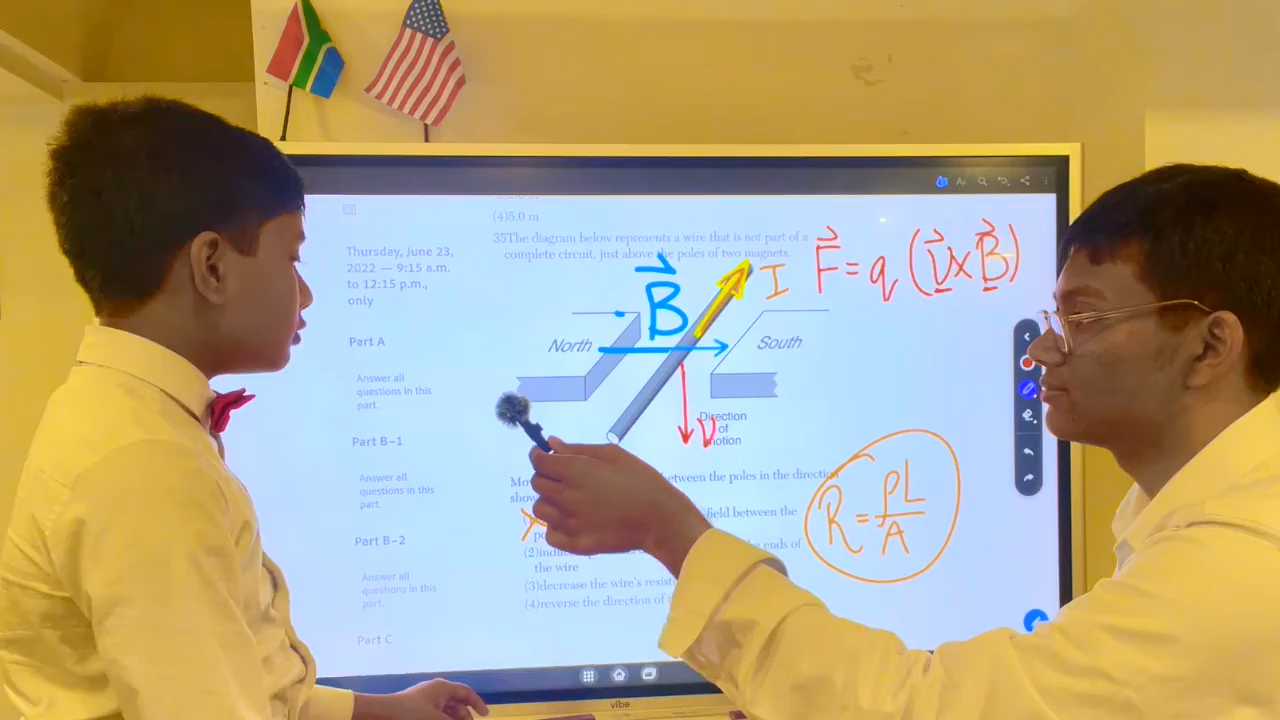 (4)5.0 m
35The diagram below represents a wire that is not part of a
complete circuit, just above the poles of two magnets.
Thursday, June 23,
2022 — 9:15 a.m.
to 12:15 p.m.,
only
Part A
Answer all
questions in this
part.
Part B–1
Answer all
questions in this
part.
Part B–2
Answer all
questions in this
part.
Part C
B
I
F = q (V x B)
North
South
Direction
of
motion
V
between the poles in the direction
field between the
ends of
the wire
(3)decrease the wire's
(4)reverse the direction of
R = ρL
A
vibe